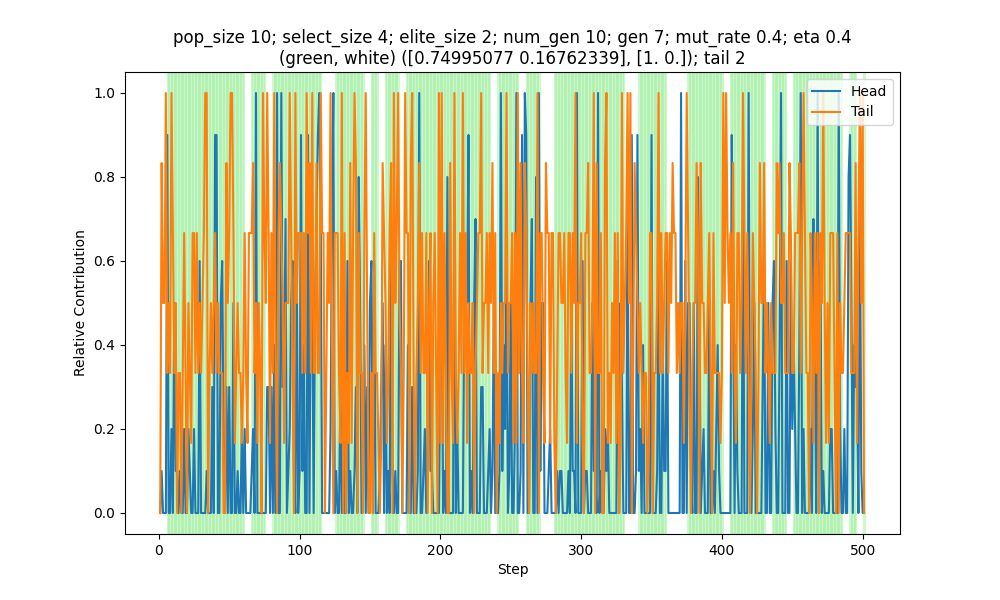 pop_size 10; select_size 4; elite_size 2; num_gen 10; gen 7; mut_rate 0.4; eta 0.4
(green, white) ([0.74995077 0.16762339], [1. 0.]); tail 2
Head
Tail
1.0
0.8
0.6
0.4
0.2
0.0
Relative Contribution
0
100
200
300
400
500
Step